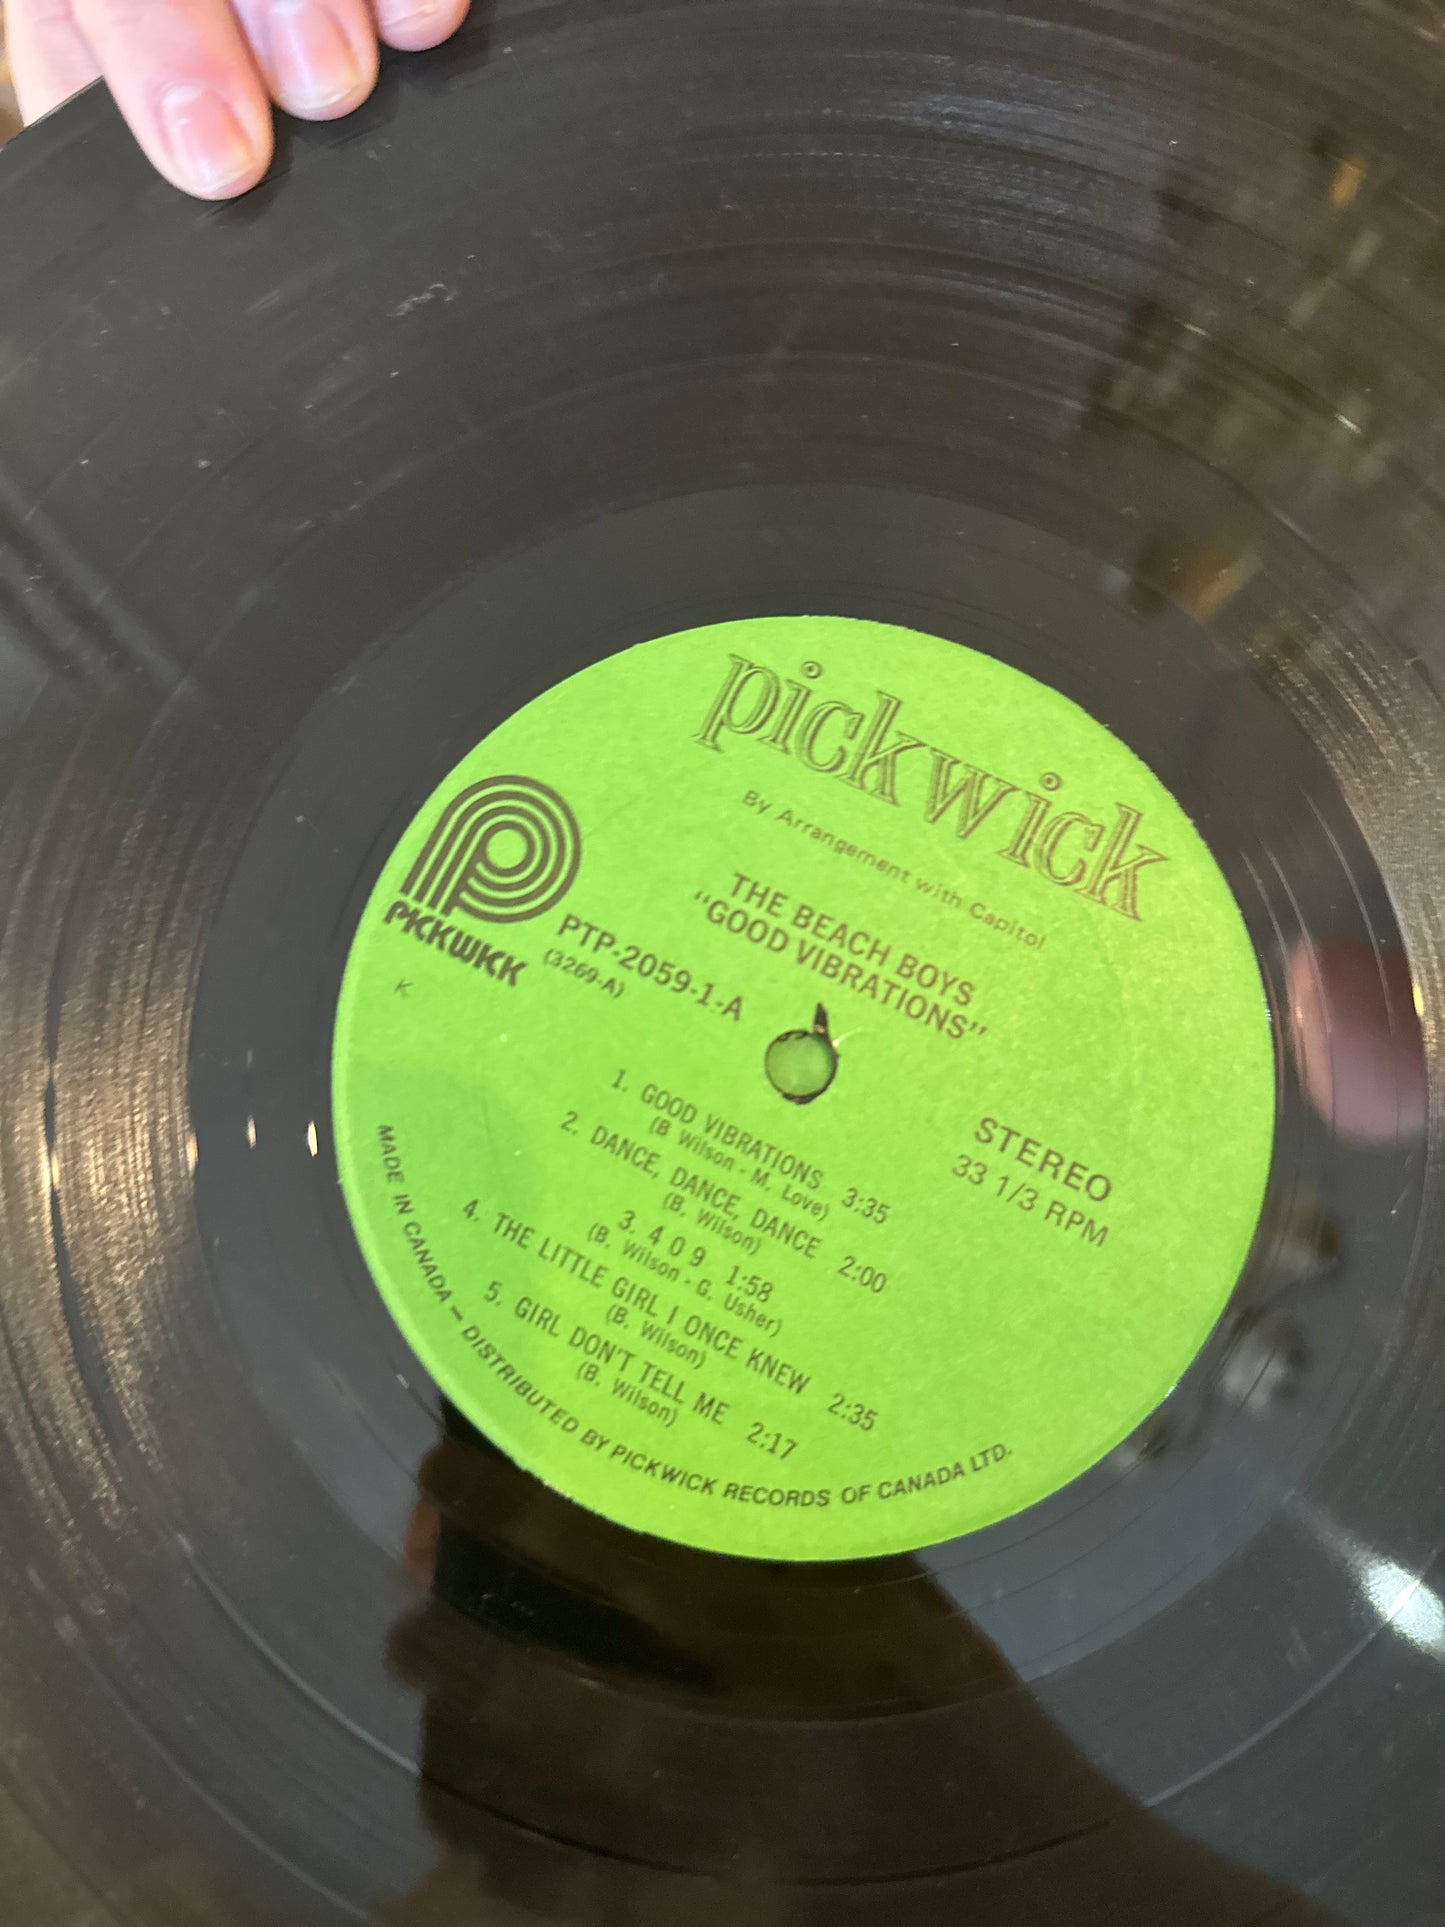 pickwick
By Arrangement with Capitol
PICKWICK
THE BEACH BOYS
“GOOD VIBRATIONS”
PTP-2059-1-A
(3269-A)
K
STEREO
33 1/3 RPM
1. GOOD VIBRATIONS 3:35
(B Wilson - M. Love)
2. DANCE, DANCE, DANCE 2:00
(B. Wilson)
3. 4 0 9 1:58
(B. Wilson - G. Usher)
4. THE LITTLE GIRL I ONCE KNEW 2:35
(B. Wilson)
5. GIRL DON'T TELL ME 2:17
(B. Wilson)
MADE IN CANADA — DISTRIBUTED BY PICKWICK RECORDS OF CANADA LTD.